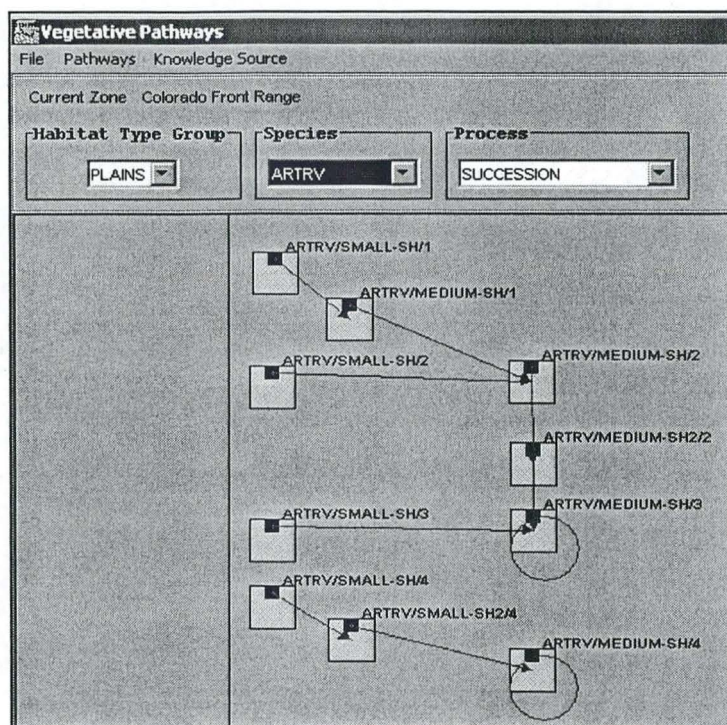 Vegetative Pathways
File Pathways Knowledge Source
Current Zone Colorado Front Range
Habitat Type Group Species Process
PLAINS ARTRV SUCCESSION
ARTRV/SMALL-SH/1
ARTRV/MEDIUM-SH/1
ARTRV/SMALL-SH/2
ARTRV/MEDIUM-SH/2
ARTRV/MEDIUM-SH2/2
ARTRV/SMALL-SH/3
ARTRV/MEDIUM-SH/3
ARTRV/SMALL-SH/4
ARTRV/SMALL-SH2/4
ARTRV/MEDIUM-SH/4